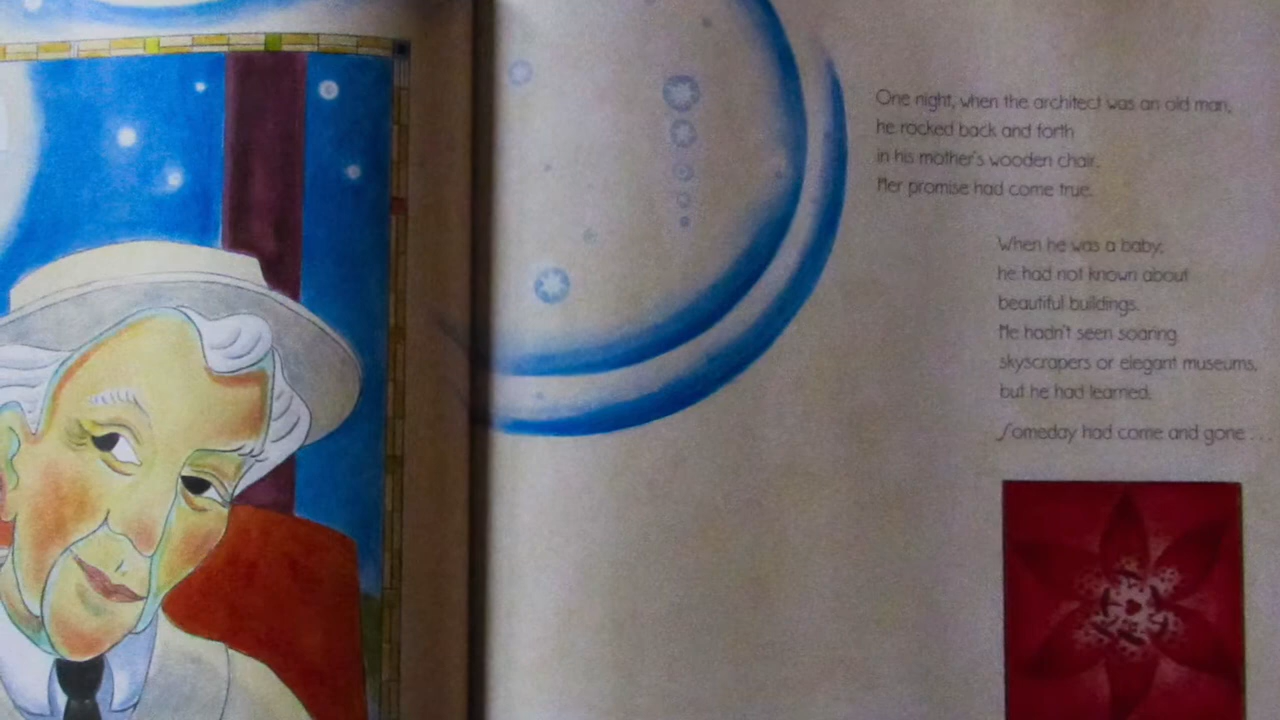 One night, when the architect was an old man,
he rocked back and forth
in his mother's wooden chair.
Her promise had come true.
When he was a baby,
he had not known about
beautiful buildings.
He hadn't seen soaring
skyscrapers or elegant museums,
but he had learned.
Someday had come and gone . . .